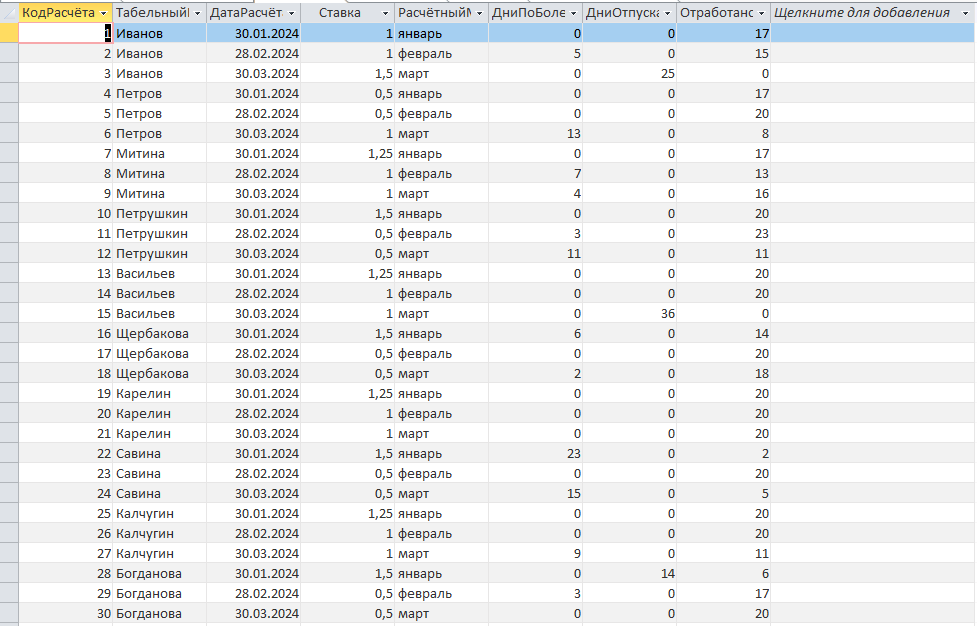 КодРасчёта ТабельныйI ДатаРасчёт Ставка РасчётныйМ ДниПоБоле ДниОтпуска Отработанс Щелкните для добавления
1 Иванов 30.01.2024 1 январь 0 0 17
2 Иванов 28.02.2024 1 февраль 5 0 15
3 Иванов 30.03.2024 1,5 март 0 25 0
4 Петров 30.01.2024 0,5 январь 0 0 17
5 Петров 28.02.2024 0,5 февраль 0 0 20
6 Петров 30.03.2024 1 март 13 0 8
7 Митина 30.01.2024 1,25 январь 0 0 17
8 Митина 28.02.2024 1 февраль 7 0 13
9 Митина 30.03.2024 1 март 4 0 16
10 Петрушкин 30.01.2024 1,5 январь 0 0 20
11 Петрушкин 28.02.2024 0,5 февраль 3 0 23
12 Петрушкин 30.03.2024 0,5 март 11 0 11
13 Васильев 30.01.2024 1,25 январь 0 0 20
14 Васильев 28.02.2024 1 февраль 0 0 20
15 Васильев 30.03.2024 1 март 0 36 0
16 Щербакова 30.01.2024 1,5 январь 6 0 14
17 Щербакова 28.02.2024 0,5 февраль 0 0 20
18 Щербакова 30.03.2024 0,5 март 2 0 18
19 Карелин 30.01.2024 1,25 январь 0 0 20
20 Карелин 28.02.2024 1 февраль 0 0 20
21 Карелин 30.03.2024 1 март 0 0 20
22 Савина 30.01.2024 1,5 январь 23 0 2
23 Савина 28.02.2024 0,5 февраль 0 0 20
24 Савина 30.03.2024 0,5 март 15 0 5
25 Калчугин 30.01.2024 1,25 январь 0 0 20
26 Калчугин 28.02.2024 1 февраль 0 0 20
27 Калчугин 30.03.2024 1 март 9 0 11
28 Богданова 30.01.2024 1,5 январь 0 14 6
29 Богданова 28.02.2024 0,5 февраль 3 0 17
30 Богданова 30.03.2024 0,5 март 0 0 20